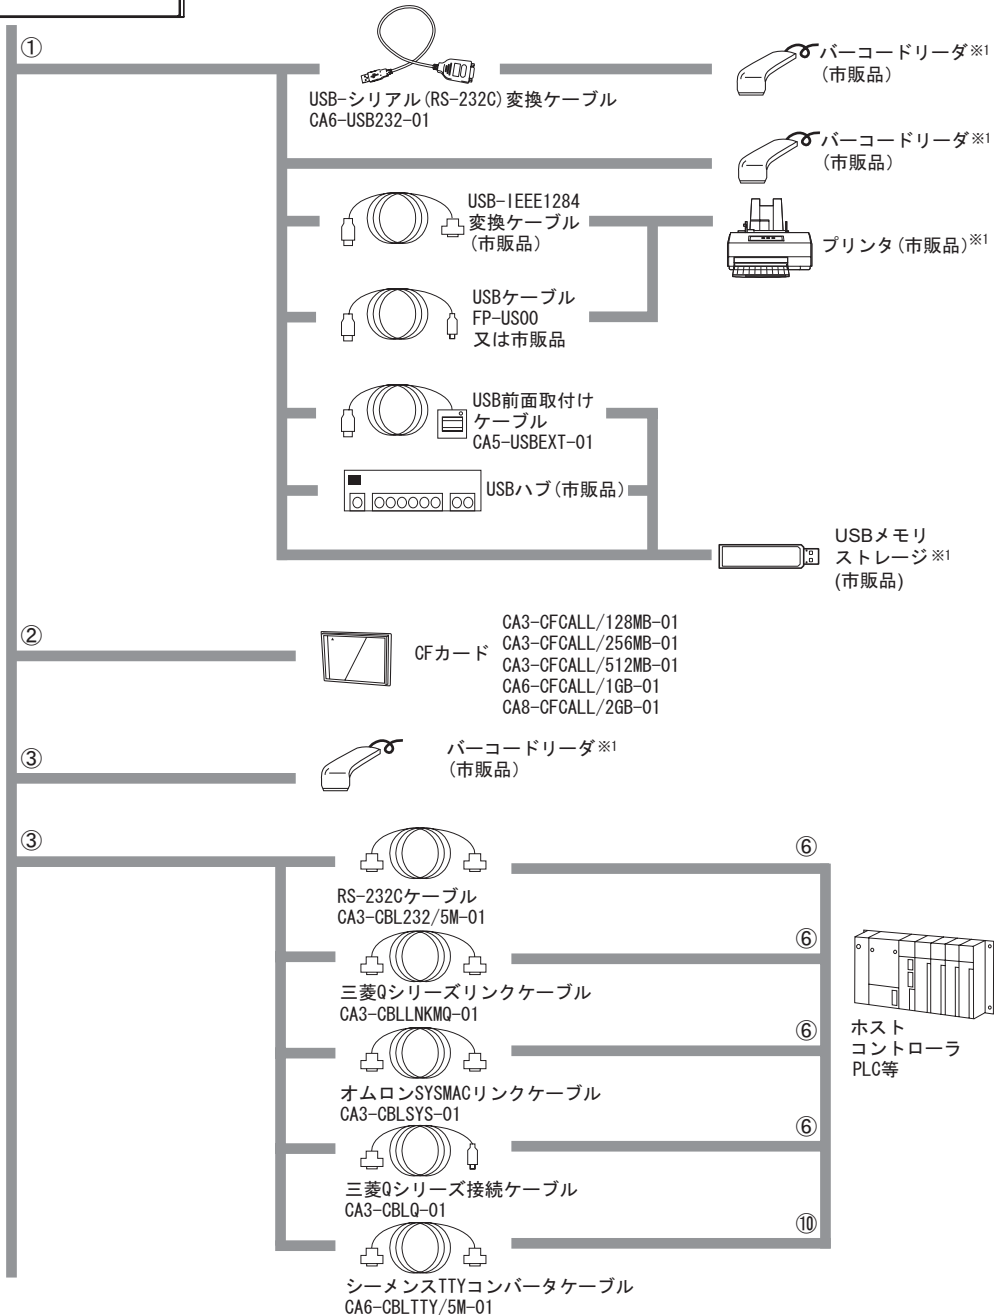 ①
バーコードリーダ※1
(市販品)
USB-シリアル(RS-232C)変換ケーブル
CA6-USB232-01
バーコードリーダ※1
(市販品)
USB-IEEE1284
変換ケーブル
(市販品)
プリンタ(市販品)※1
USBケーブル
FP-US00
又は市販品
USB前面取付け
ケーブル
CA5-USBEXT-01
USBハブ(市販品)
USBメモリ
ストレージ※1
(市販品)
②
CFカード
CA3-CFCALL/128MB-01
CA3-CFCALL/256MB-01
CA3-CFCALL/512MB-01
CA6-CFCALL/1GB-01
CA8-CFCALL/2GB-01
③
バーコードリーダ※1
(市販品)
③
⑥
RS-232Cケーブル
CA3-CBL232/5M-01
⑥
三菱Qシリーズリンクケーブル
CA3-CBLLNKMQ-01
⑥
オムロンSYSMACリンクケーブル
CA3-CBLSYS-01
⑥
三菱Qシリーズ接続ケーブル
CA3-CBLQ-01
⑩
シーメンスTTYコンバータケーブル
CA6-CBLTTY/5M-01
ホスト
コントローラ
PLC等